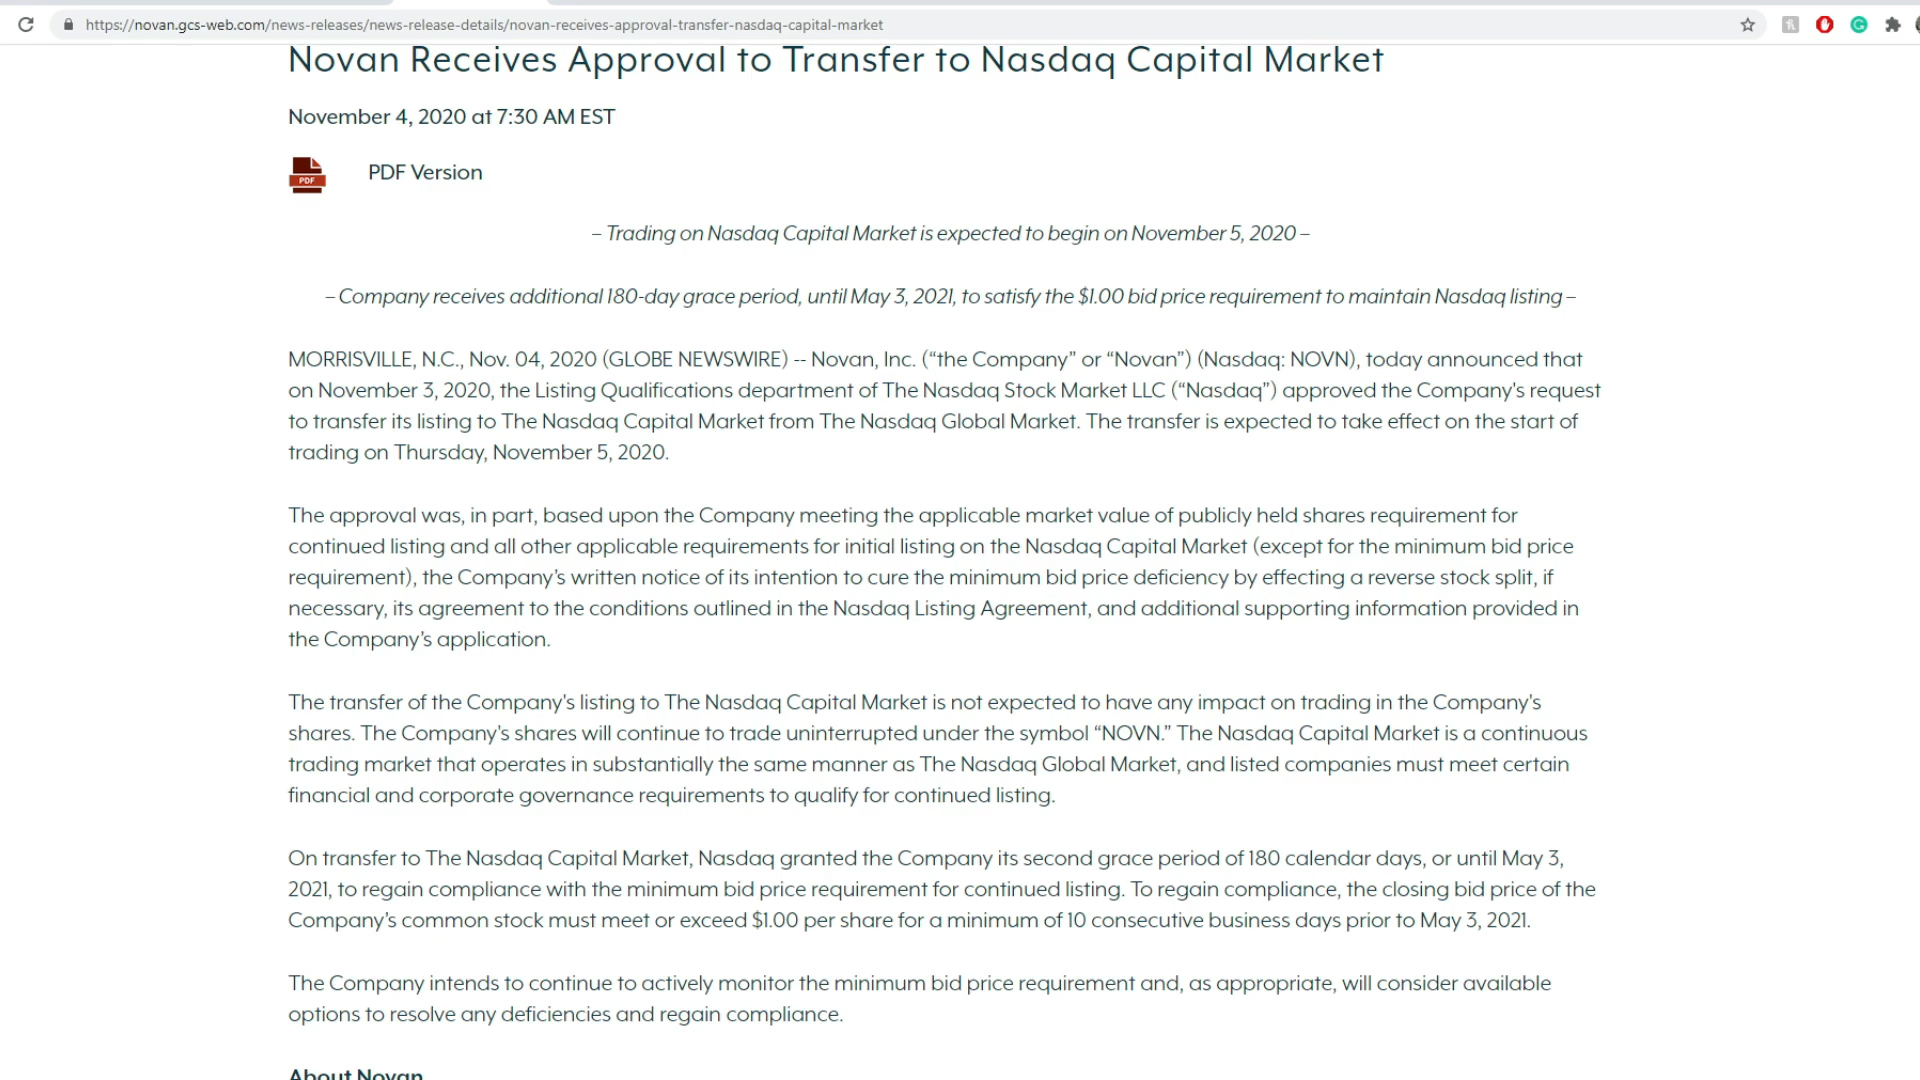 https://novan.gcs-web.com/news-releases/news-release-details/novan-receives-approval-transfer-nasdaq-capital-market
Novan Receives Approval to Transfer to Nasdaq Capital Market
November 4, 2020 at 7:30 AM EST
PDF
PDF Version
– Trading on Nasdaq Capital Market is expected to begin on November 5, 2020 –
– Company receives additional 180-day grace period, until May 3, 2021, to satisfy the $1.00 bid price requirement to maintain Nasdaq listing –
MORRISVILLE, N.C., Nov. 04, 2020 (GLOBE NEWSWIRE) -- Novan, Inc. (“the Company” or “Novan”) (Nasdaq: NOVN), today announced that
on November 3, 2020, the Listing Qualifications department of The Nasdaq Stock Market LLC (“Nasdaq”) approved the Company's request
to transfer its listing to The Nasdaq Capital Market from The Nasdaq Global Market. The transfer is expected to take effect on the start of
trading on Thursday, November 5, 2020.
The approval was, in part, based upon the Company meeting the applicable market value of publicly held shares requirement for
continued listing and all other applicable requirements for initial listing on the Nasdaq Capital Market (except for the minimum bid price
requirement), the Company’s written notice of its intention to cure the minimum bid price deficiency by effecting a reverse stock split, if
necessary, its agreement to the conditions outlined in the Nasdaq Listing Agreement, and additional supporting information provided in
the Company’s application.
The transfer of the Company's listing to The Nasdaq Capital Market is not expected to have any impact on trading in the Company’s
shares. The Company’s shares will continue to trade uninterrupted under the symbol “NOVN.” The Nasdaq Capital Market is a continuous
trading market that operates in substantially the same manner as The Nasdaq Global Market, and listed companies must meet certain
financial and corporate governance requirements to qualify for continued listing.
On transfer to The Nasdaq Capital Market, Nasdaq granted the Company its second grace period of 180 calendar days, or until May 3,
2021, to regain compliance with the minimum bid price requirement for continued listing. To regain compliance, the closing bid price of the
Company’s common stock must meet or exceed $1.00 per share for a minimum of 10 consecutive business days prior to May 3, 2021.
The Company intends to continue to actively monitor the minimum bid price requirement and, as appropriate, will consider available
options to resolve any deficiencies and regain compliance.
About Novan